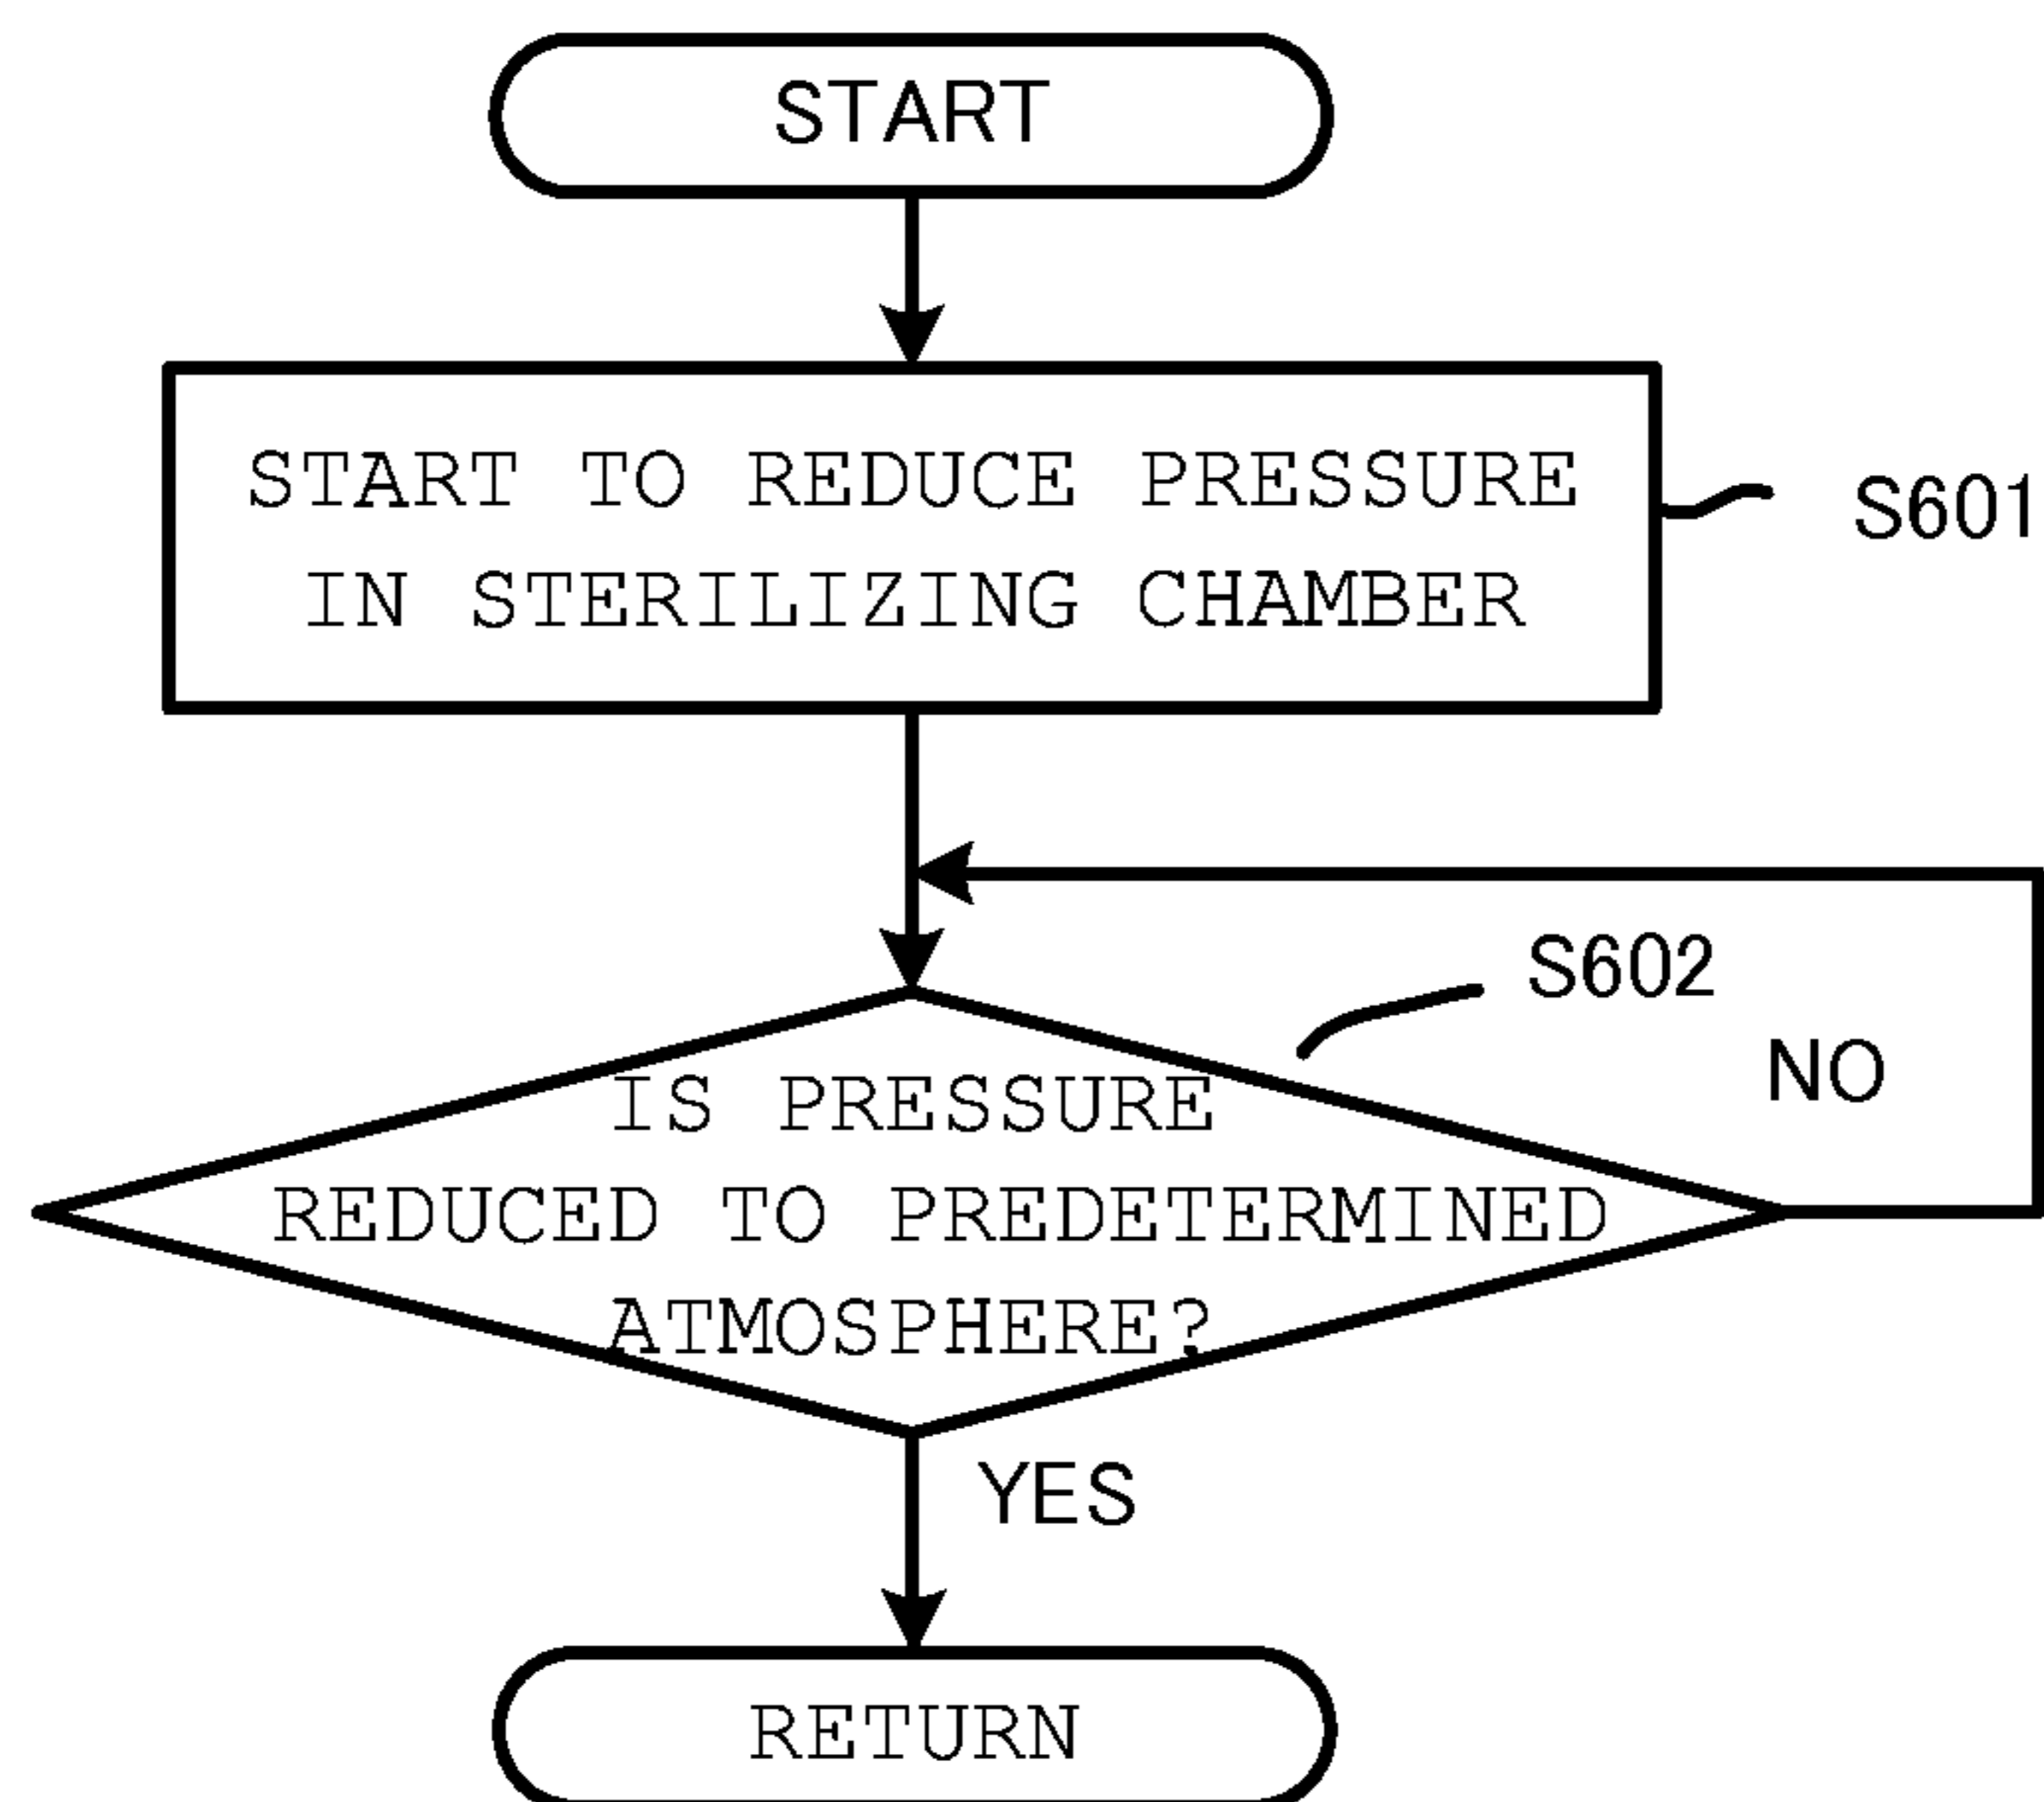 START
START TO REDUCE PRESSURE
IN STERILIZING CHAMBER
S601
S602
NO
IS PRESSURE
REDUCED TO PREDETERMINED
ATMOSPHERE?
YES
RETURN